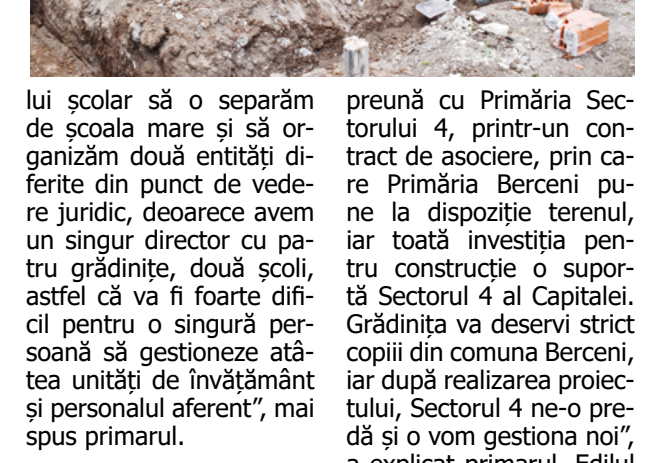 lui școlar să o separăm
de școala mare și să or-
ganizăm două entități di-
ferite din punct de vede-
re juridic, deoarece avem
un singur director cu pa-
tru grădinițe, două școli,
astfel că va fi foarte difi-
cil pentru o singură per-
soană să gestioneze atâ-
tea unități de învățământ
și personalul aferent”, mai
spus primarul.
preună cu Primăria Sec-
torului 4, printr-un con-
tract de asociere, prin ca-
re Primăria Berceni pu-
ne la dispoziție terenul,
iar toată investiția pen-
tru construcție o supor-
tă Sectorul 4 al Capitalei.
Grădinița va deservi strict
copiii din comuna Berceni,
iar după realizarea proiec-
tului, Sectorul 4 ne-o pre-
dă și o vom gestiona noi”,
a explicat primarul. Edilul